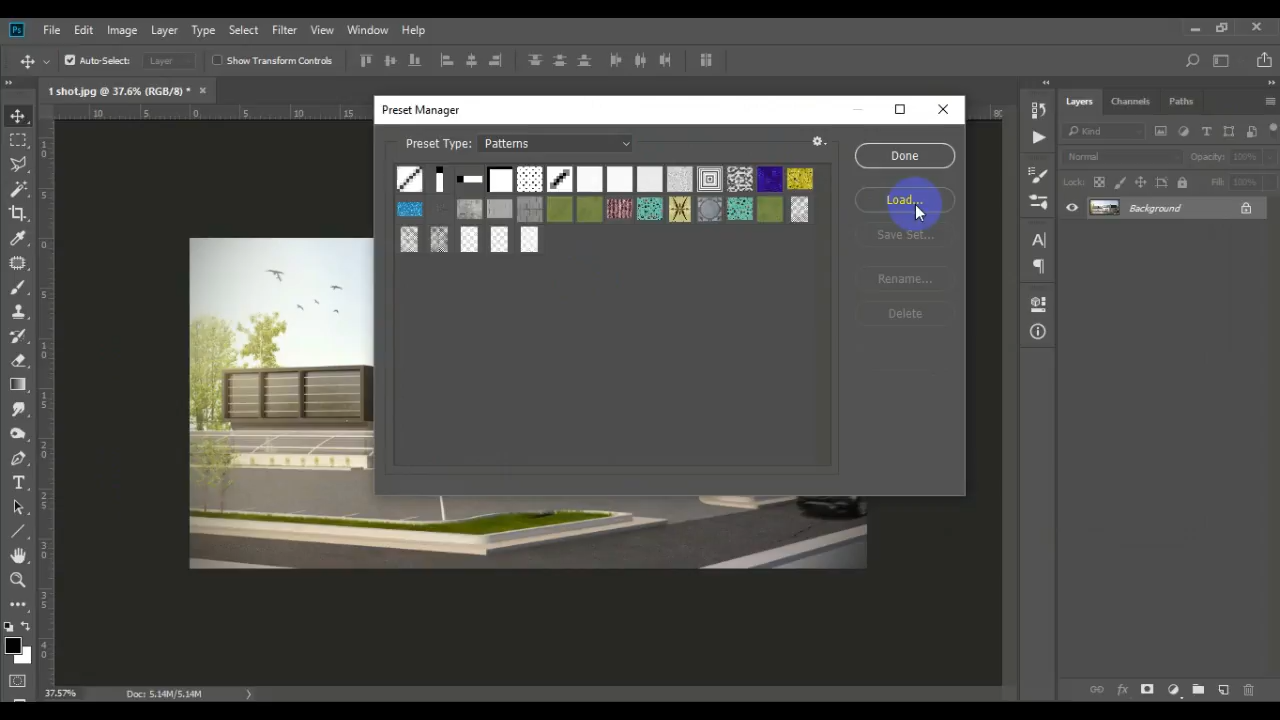 Ps File Edit Image Layer Type Select Filter View Window Help
Auto-Select: Layer Show Transform Controls
1 shot.jpg @ 37.6% (RGB/8) *
Preset Manager
Preset Type: Patterns
Done
Load...
Save Set...
Rename...
Delete
Layers Channels Paths
Kind
Normal Opacity: 100%
Lock: Fill: 100%
Background
37.57% Doc: 5.14M/5.14M